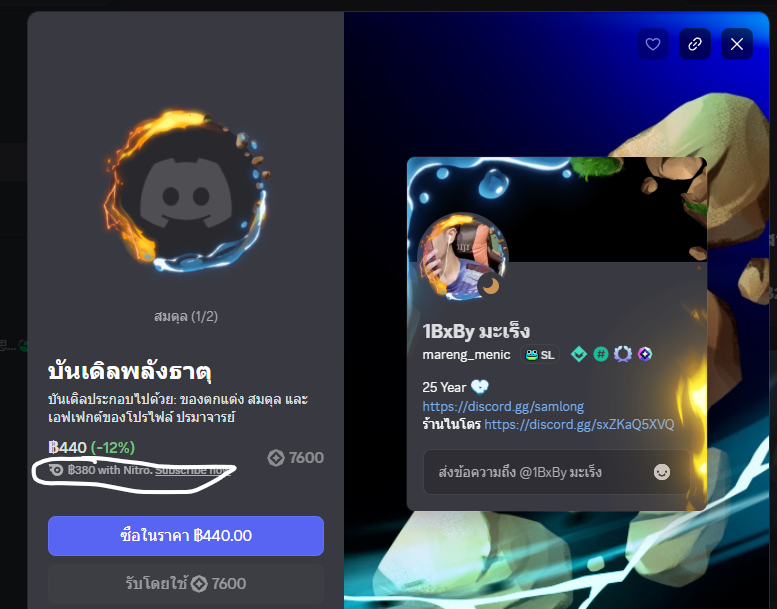 สมดุล (1/2)
บันเดิลพลังธาตุ
บันเดิลประกอบไปด้วย: ของตกแต่ง สมดุล และ
เอฟเฟกต์ของโปรไฟล์ ปรมาจารย์
฿440 (-12%)
฿380 with Nitro. Subscribe now
7600
ซื้อในราคา ฿440.00
รับโดยใช้ 7600
1BxBy มะเร็ง
mareng_menic SL
25 Year
https://discord.gg/samlong
ร้านไนโตร https://discord.gg/sxZKaQ5XVQ
ส่งข้อความถึง @1BxBy มะเร็ง